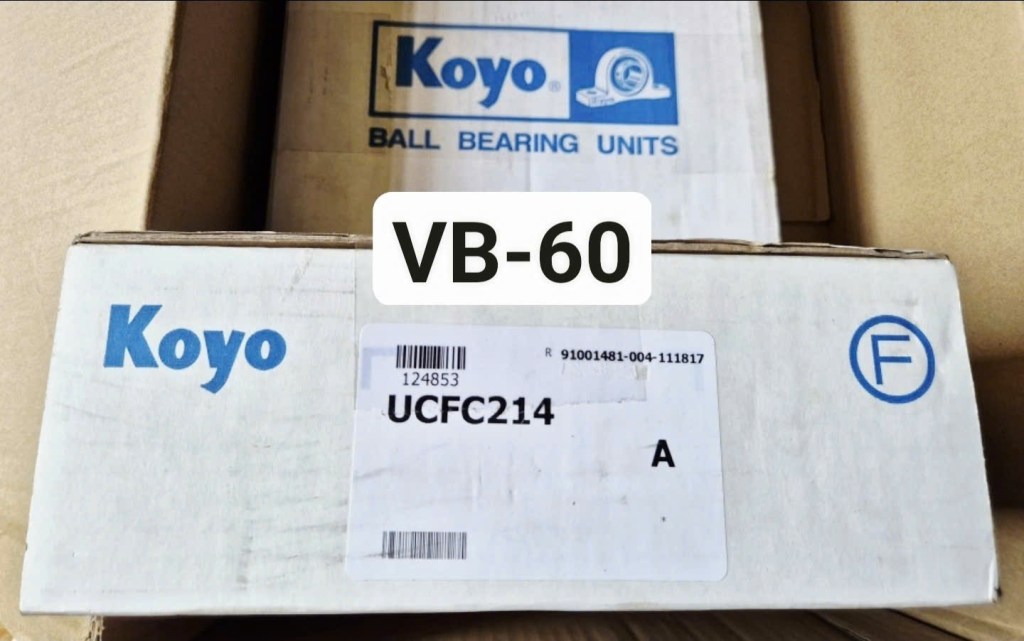 Koyo®
BALL BEARING UNITS
VB-60
Koyo
F
R 91001481-004-111817
124853
UCFC214
A